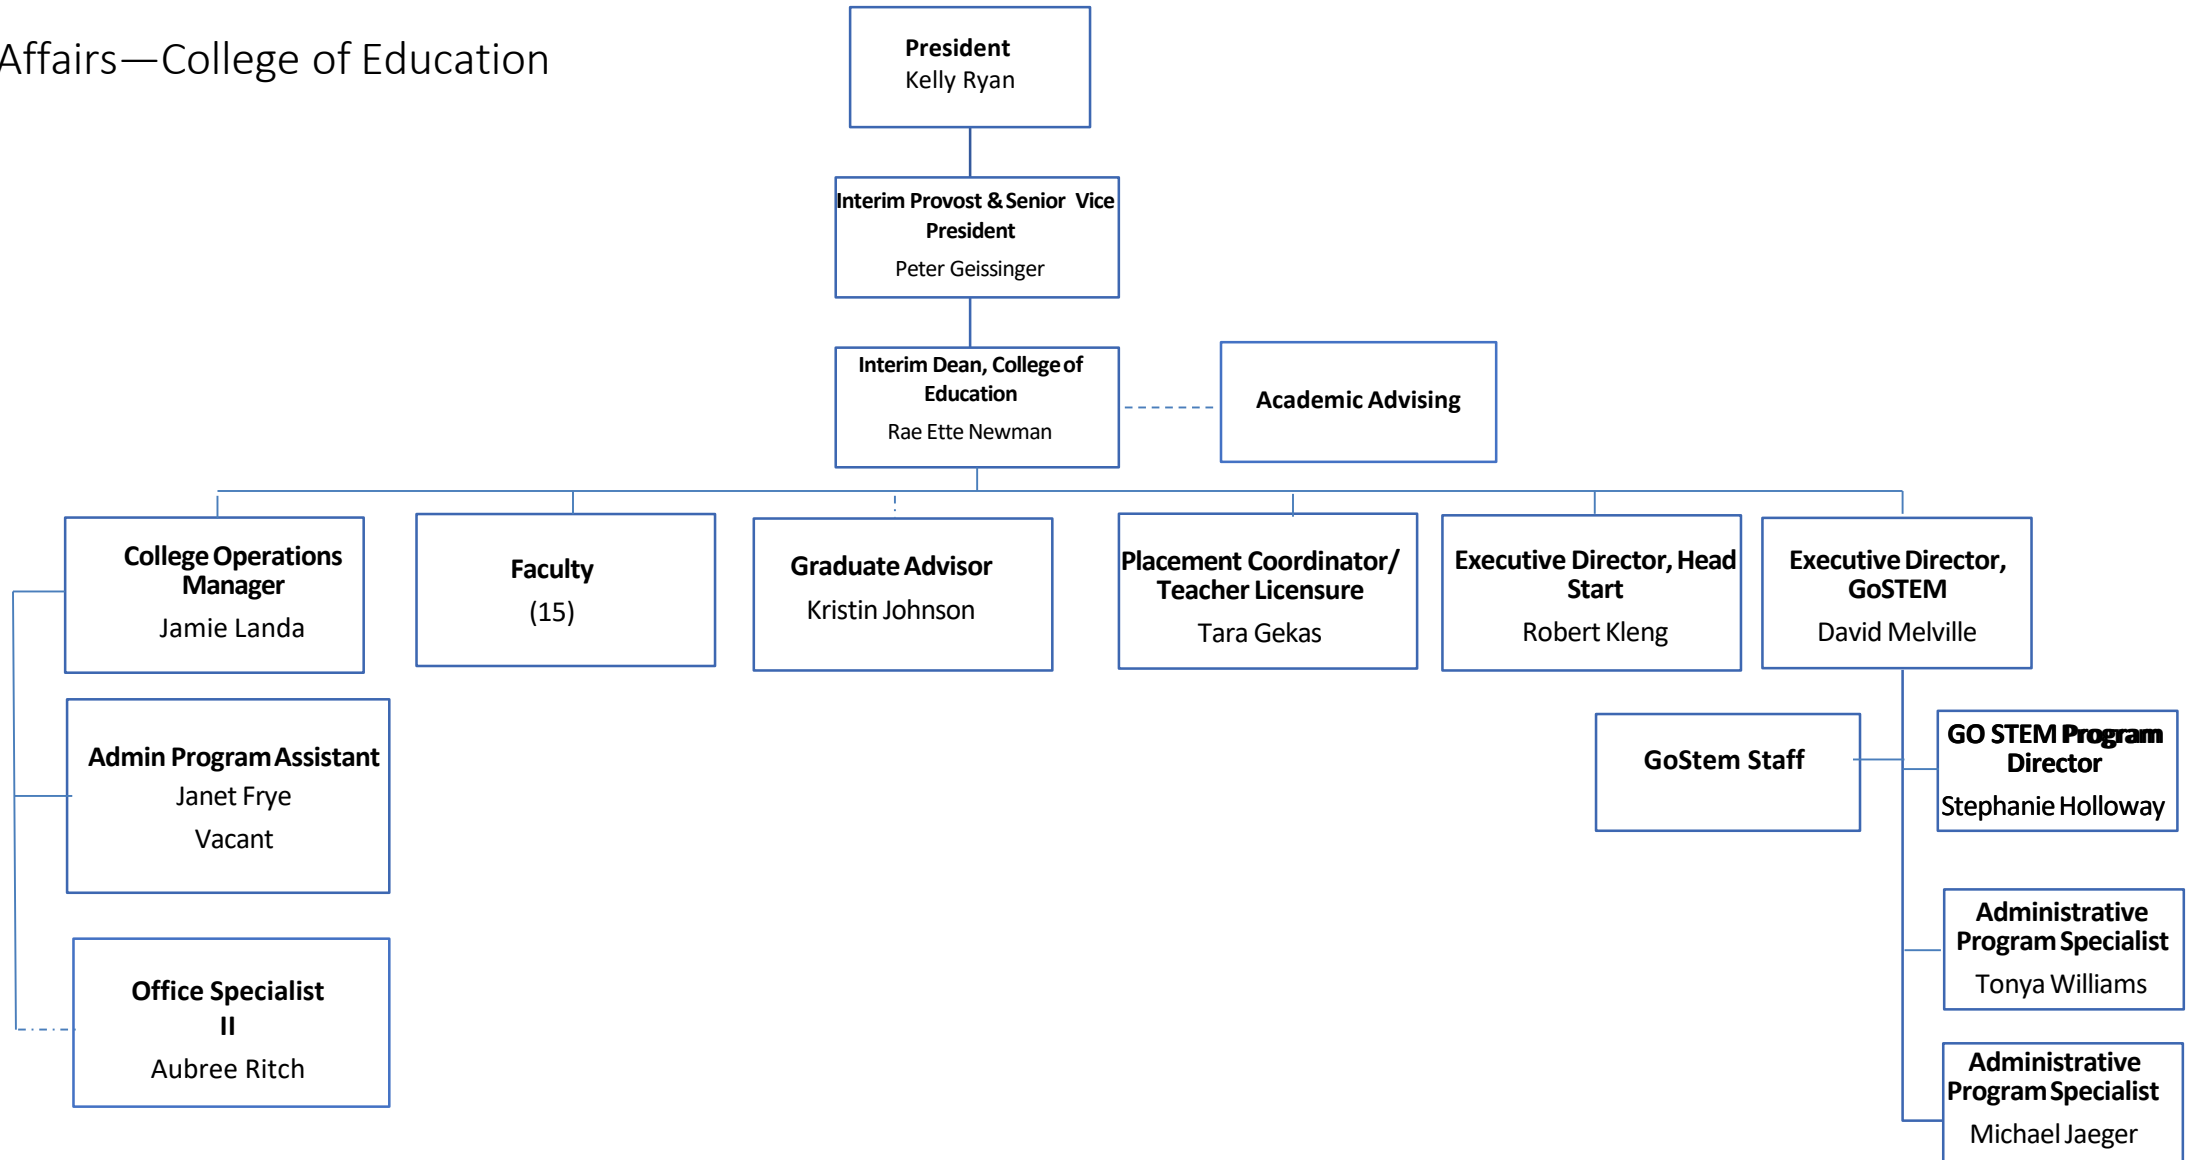 Affairs—College of Education
President
Kelly Ryan
Interim Provost & Senior Vice
President
Peter Geissinger
Interim Dean, College of
Education
Rae Ette Newman
Academic Advising
College Operations
Manager
Jamie Landa
Faculty
(15)
Graduate Advisor
Kristin Johnson
Placement Coordinator/
Teacher Licensure
Tara Gekas
Executive Director, Head
Start
Robert Kleng
Executive Director,
GoSTEM
David Melville
Admin Program Assistant
Janet Frye
Vacant
GoStem Staff
GO STEM Program
Director
Stephanie Holloway
Office Specialist
II
Aubree Ritch
Administrative
Program Specialist
Tonya Williams
Administrative
Program Specialist
Michael Jaeger